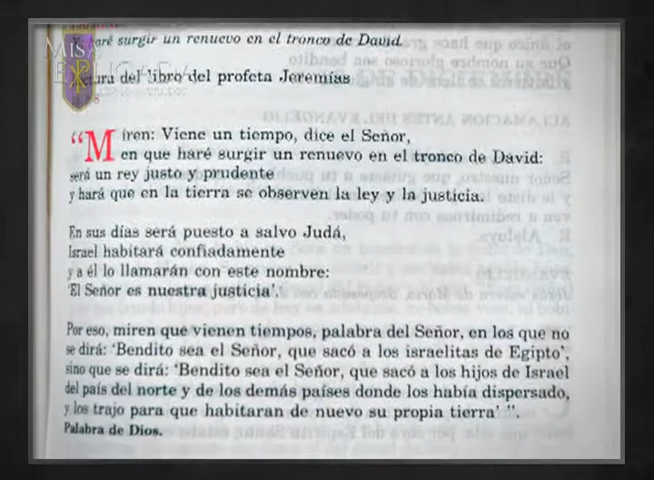 y haré surgir un renuevo en el tronco de David.
MISA
EXPLICADA
Lectura del libro del profeta Jeremías
“Miren: Viene un tiempo, dice el Señor,
en que haré surgir un renuevo en el tronco de David:
será un rey justo y prudente
y hará que en la tierra se observen la ley y la justicia.
En sus días será puesto a salvo Judá,
Israel habitará confiadamente
y a él lo llamarán con este nombre:
‘El Señor es nuestra justicia’.
Por eso, miren que vienen tiempos, palabra del Señor, en los que no
se dirá: ‘Bendito sea el Señor, que sacó a los israelitas de Egipto’,
sino que se dirá: ‘Bendito sea el Señor, que sacó a los hijos de Israel
del país del norte y de los demás países donde los había dispersado,
y los trajo para que habitaran de nuevo su propia tierra’ ”.
Palabra de Dios.